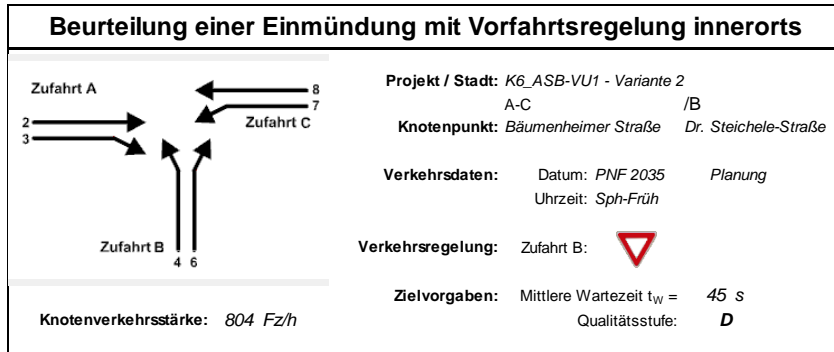 Beurteilung einer Einmündung mit Vorfahrtsregelung innerorts
Zufahrt A
8
7
2
3
Zufahrt C
Zufahrt B
4 6
Knotenverkehrsstärke: 804 Fz/h
Projekt / Stadt: K6_ASB-VU1 - Variante 2
A-C /B
Knotenpunkt: Bäumenheimer Straße Dr. Steichele-Straße
Verkehrsdaten: Datum: PNF 2035 Planung
Uhrzeit: Sph-Früh
Verkehrsregelung: Zufahrt B:
Zielvorgaben: Mittlere Wartezeit tW = 45 s
Qualitätsstufe: D